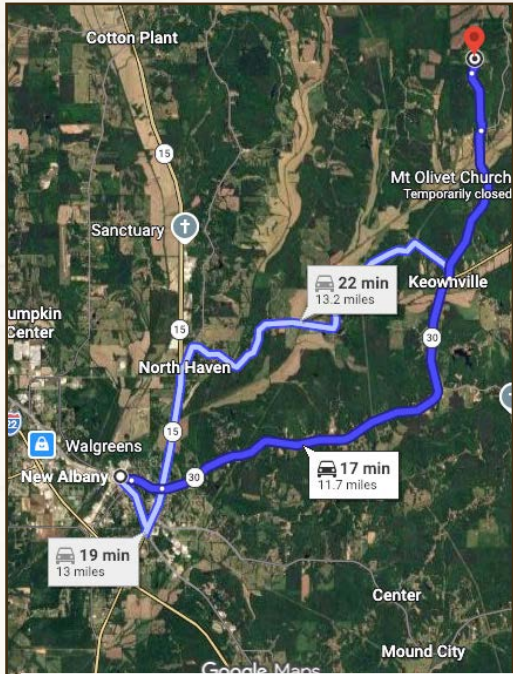 Cotton Plant
15
Mt Olivet Church
Temporarily closed
Sanctuary
22 min
13.2 miles
Keownville
umpkin
Center
15
30
North Haven
22
15
Walgreens
New Albany
30
17 min
11.7 miles
19 min
13 miles
Center
Mound City
Google Maps